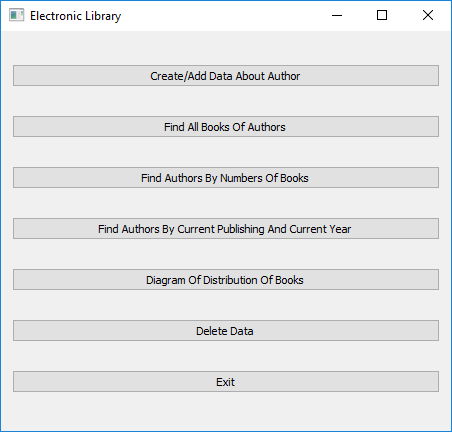 Electronic Library
Create/Add Data About Author
Find All Books Of Authors
Find Authors By Numbers Of Books
Find Authors By Current Publishing And Current Year
Diagram Of Distribution Of Books
Delete Data
Exit